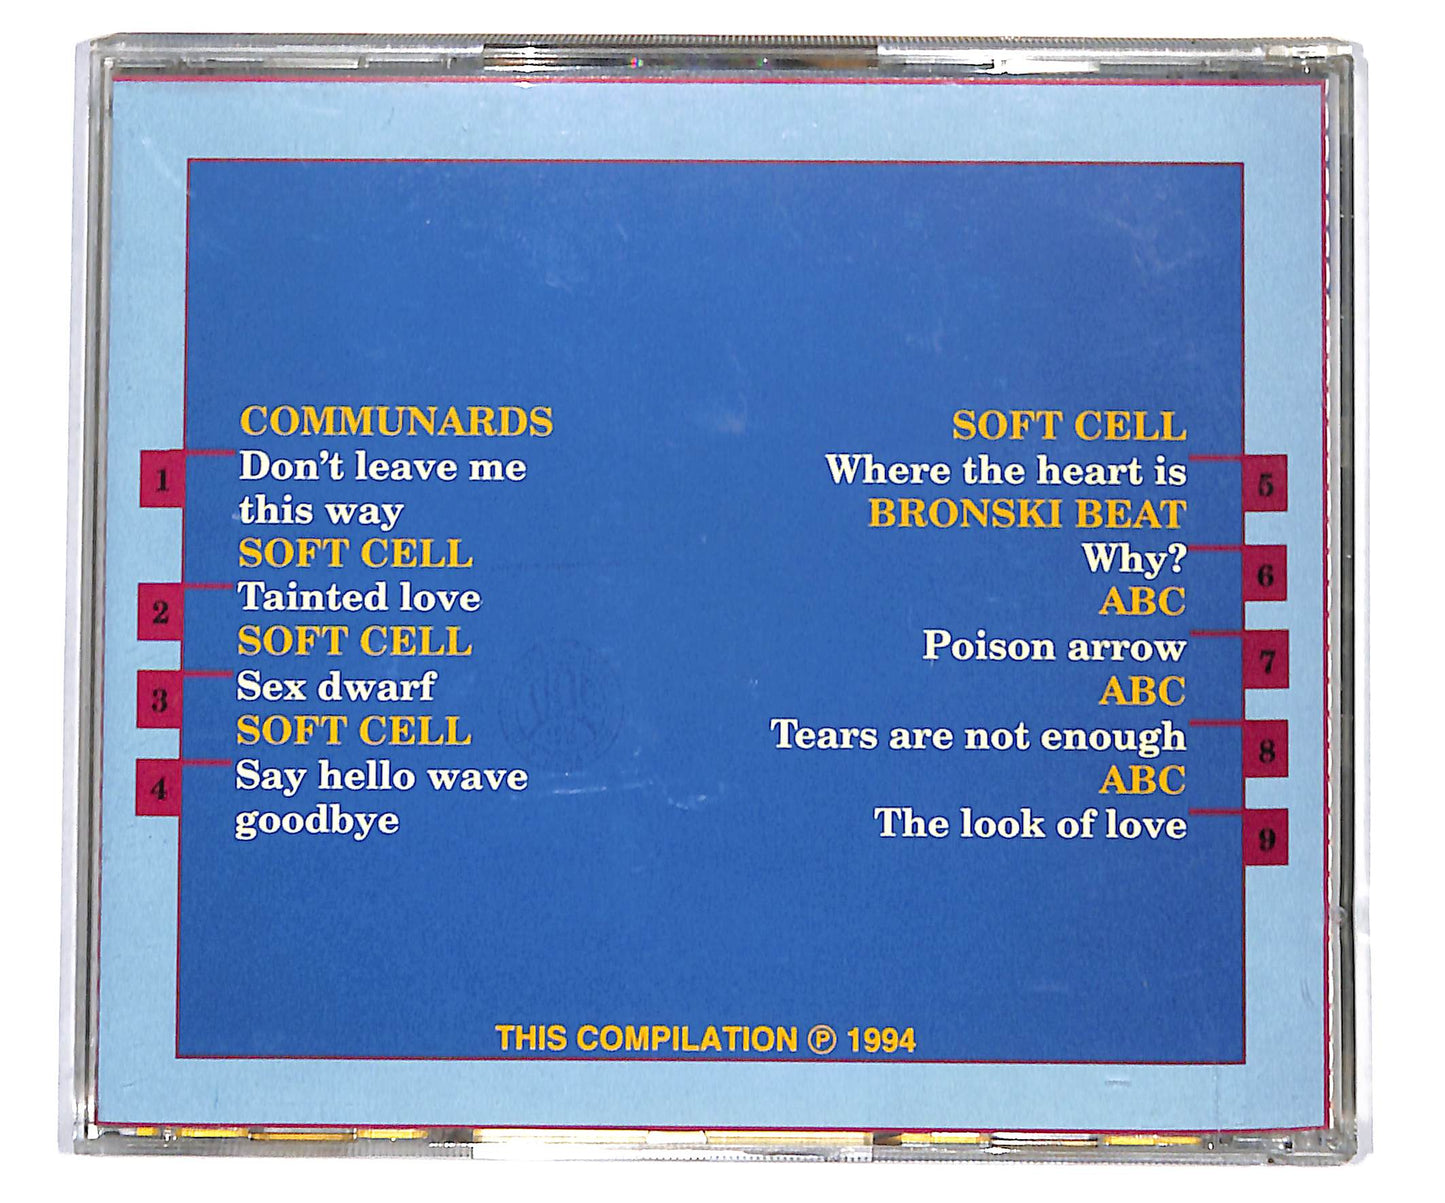 COMMUNARDS
1 Don't leave me
this way
SOFT CELL
2 Tainted love
SOFT CELL
3 Sex dwarf
SOFT CELL
4 Say hello wave
goodbye
SOFT CELL
Where the heart is 5
BRONSKI BEAT
Why? 6
ABC
Poison arrow 7
ABC
Tears are not enough 8
ABC
The look of love 9
THIS COMPILATION ℗ 1994